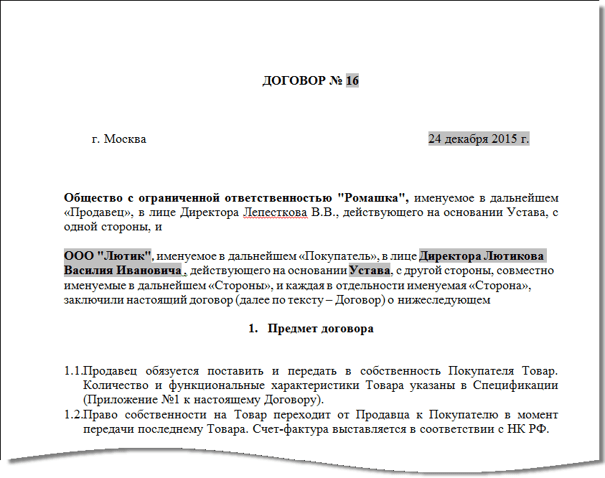 ДОГОВОР № 16
г. Москва 24 декабря 2015 г.
Общество с ограниченной ответственностью "Ромашка", именуемое в дальнейшем
«Продавец», в лице Директора Лепесткова В.В., действующего на основании Устава, с
одной стороны, и
ООО "Лютик", именуемое в дальнейшем «Покупатель», в лице Директора Лютикова
Василия Ивановича , действующего на основании Устава, с другой стороны, совместно
именуемые в дальнейшем «Стороны», и каждая в отдельности именуемая «Сторона»,
заключили настоящий договор (далее по тексту – Договор) о нижеследующем
1. Предмет договора
1.1.Продавец обязуется поставить и передать в собственность Покупателя Товар.
Количество и функциональные характеристики Товара указаны в Спецификации
(Приложение №1 к настоящему Договору).
1.2.Право собственности на Товар переходит от Продавца к Покупателю в момент
передачи последнему Товара. Счет-фактура выставляется в соответствии с НК РФ.